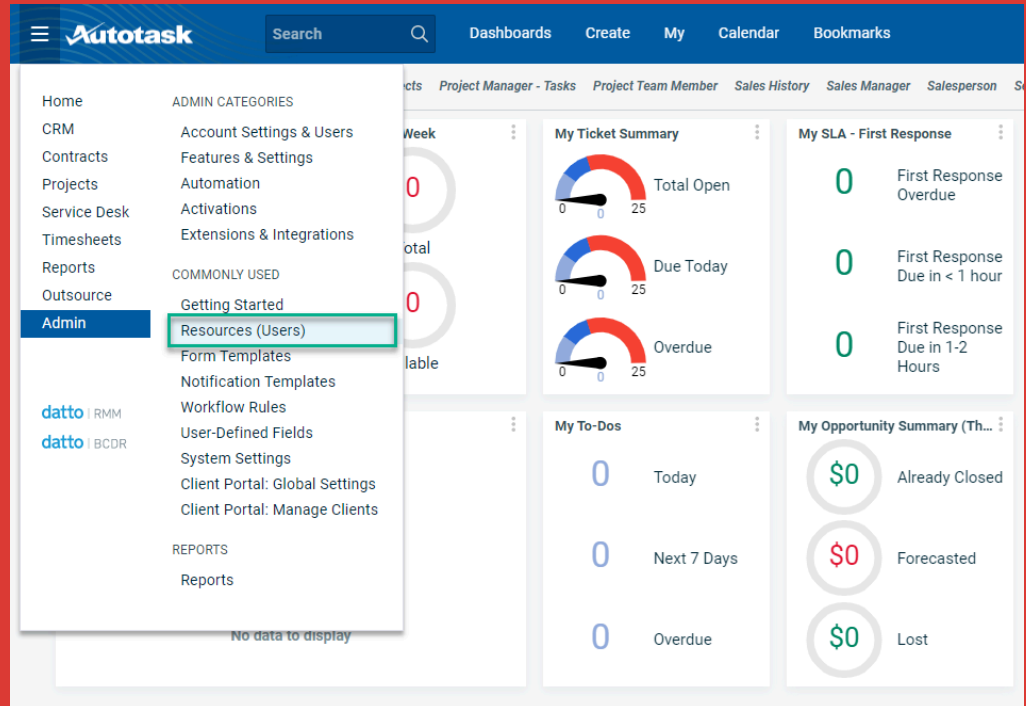 Autotask
Search
Dashboards
Create
My
Calendar
Bookmarks
Project Manager - Tasks
Project Team Member
Sales History
Sales Manager
Salesperson
Home
CRM
Contracts
Projects
Service Desk
Timesheets
Reports
Outsource
Admin
datto | RMM
datto | BCDR
ADMIN CATEGORIES
Account Settings & Users
Features & Settings
Automation
Activations
Extensions & Integrations
COMMONLY USED
Getting Started
Resources (Users)
Form Templates
Notification Templates
Workflow Rules
User-Defined Fields
System Settings
Client Portal: Global Settings
Client Portal: Manage Clients
REPORTS
Reports
Week
0
0
No data to display
My Ticket Summary
0 0 25
Total Open
0 0 25
Due Today
0 0 25
Overdue
My SLA - First Response
0
First Response
Overdue
0
First Response
Due in < 1 hour
0
First Response
Due in 1-2
Hours
My To-Dos
0
Today
0
Next 7 Days
0
Overdue
My Opportunity Summary (Th...
$0
Already Closed
$0
Forecasted
$0
Lost